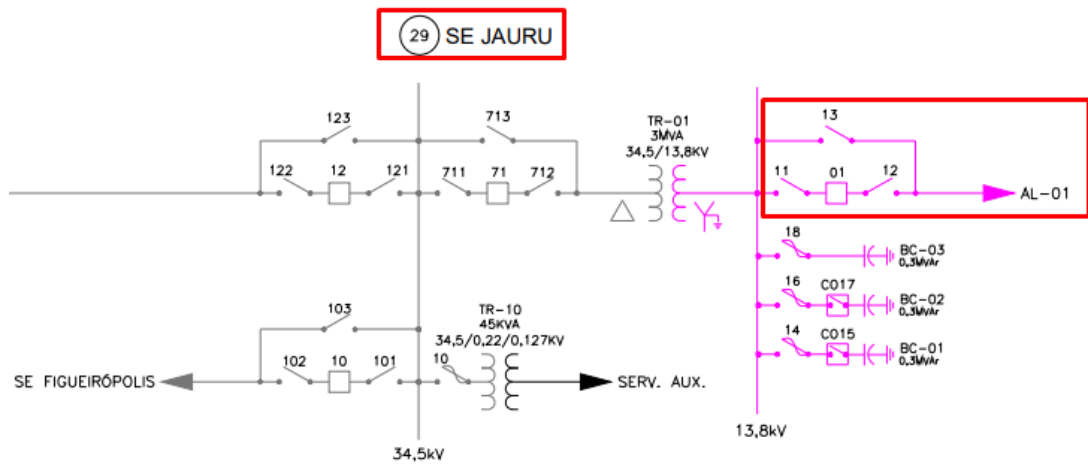 29 SE JAURU
123
713
TR-01
3MVA
34,5/13,8KV
13
122
12
121
711
71
712
11
01
12
AL-01
18
BC-03
0,3MVAr
16
CO17
BC-02
0,3MVAr
14
CO15
BC-01
0,3MVAr
103
TR-10
45KVA
34,5/0,22/0,127KV
102
10
101
10
SE FIGUEIRÓPOLIS
SERV. AUX.
34,5kV
13,8kV